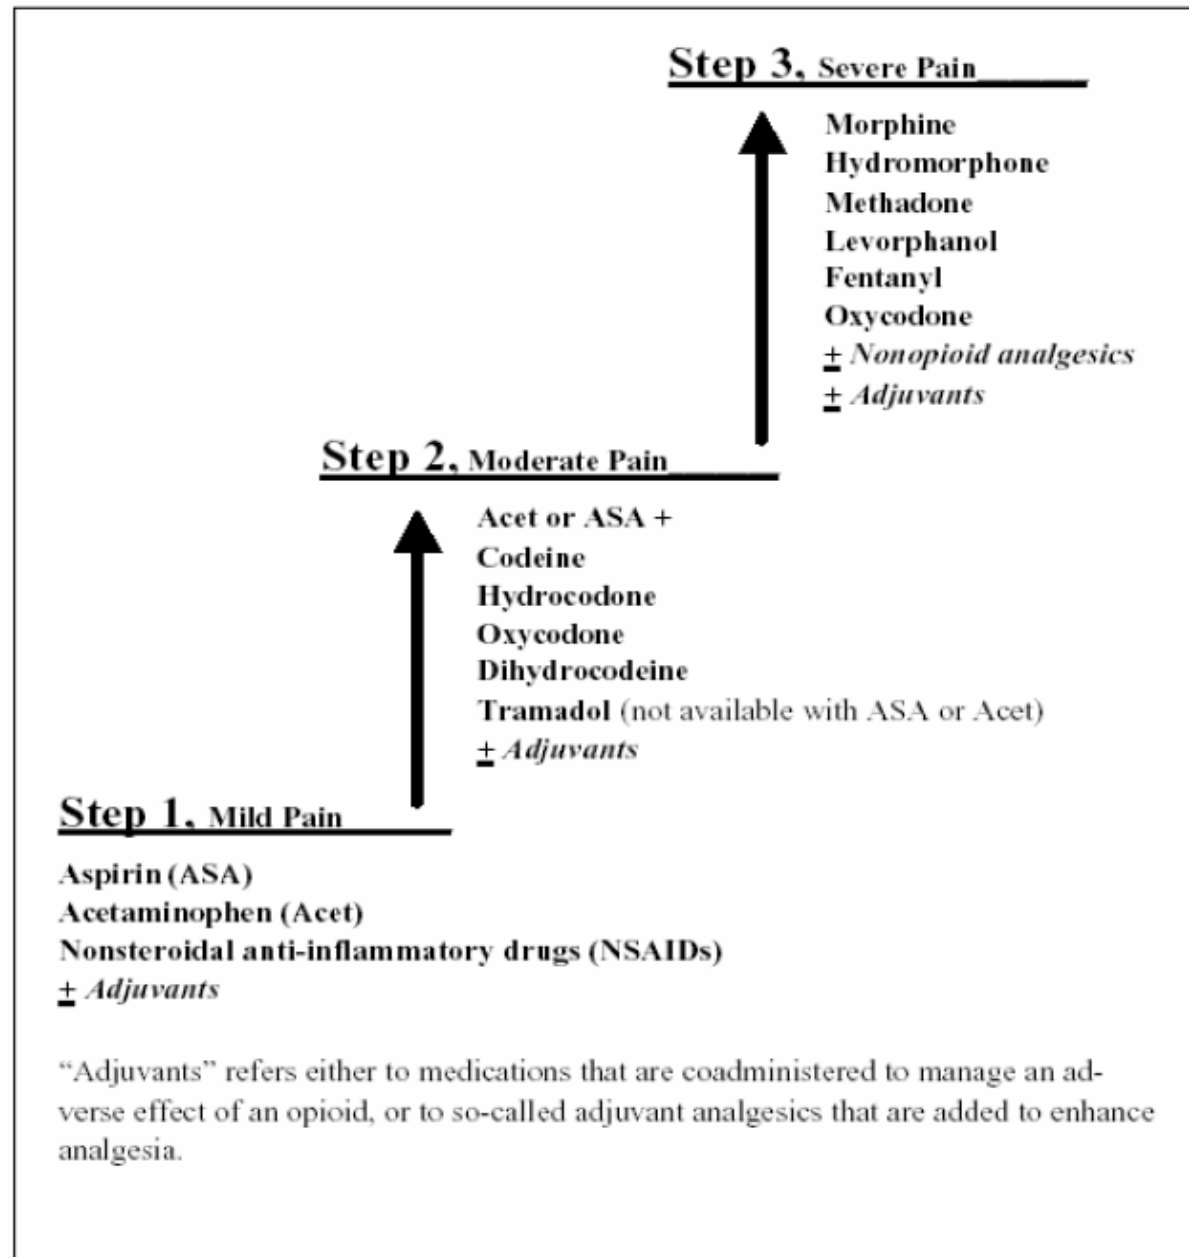 Step 3, Severe Pain
Morphine
Hydromorphone
Methadone
Levorphanol
Fentanyl
Oxycodone
± Nonopioid analgesics
± Adjuvants
Step 2, Moderate Pain
Acet or ASA +
Codeine
Hydrocodone
Oxycodone
Dihydrocodeine
Tramadol (not available with ASA or Acet)
± Adjuvants
Step 1, Mild Pain
Aspirin (ASA)
Acetaminophen (Acet)
Nonsteroidal anti-inflammatory drugs (NSAIDs)
± Adjuvants
“Adjuvants” refers either to medications that are coadministered to manage an ad-
verse effect of an opioid, or to so-called adjuvant analgesics that are added to enhance
analgesia.